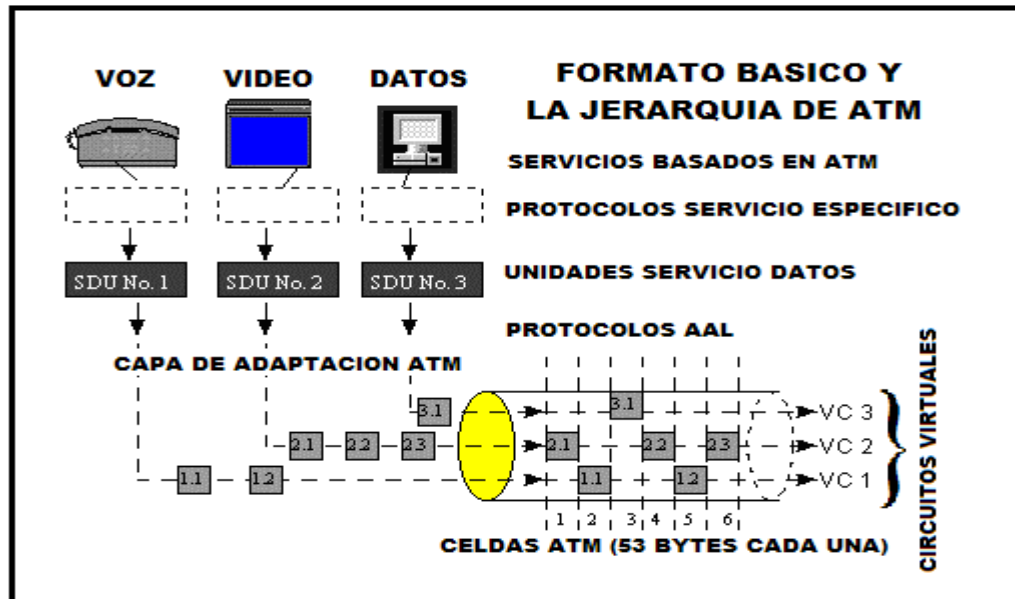 VOZ VIDEO DATOS
FORMATO BASICO Y
LA JERARQUIA DE ATM
SERVICIOS BASADOS EN ATM
PROTOCOLOS SERVICIO ESPECIFICO
SDU No. 1 SDU No. 2 SDU No. 3
UNIDADES SERVICIO DATOS
PROTOCOLOS AAL
CAPA DE ADAPTACION ATM
3.1 3.1 VC 3
2.1 2.2 2.3 2.1 2.2 2.3 VC 2
1.1 1.2 1.1 1.2 VC 1
1 2 3 4 5 6
CELDAS ATM (53 BYTES CADA UNA)
CIRCUITOS VIRTUALES